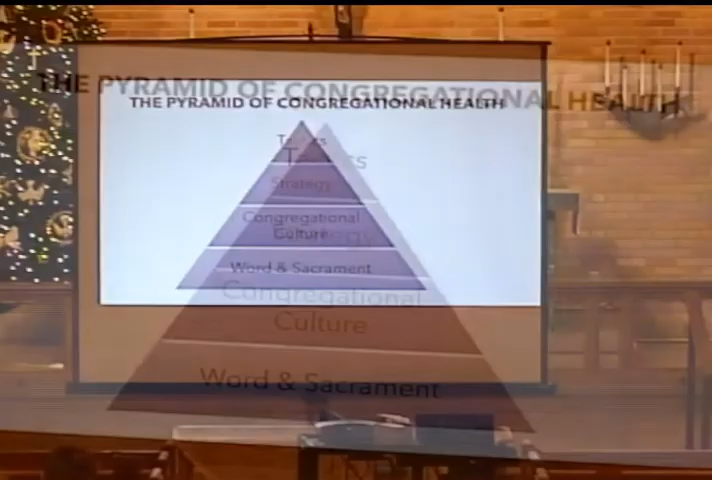 THE PYRAMID OF CONGREGATIONAL HEALTH
THE PYRAMID OF CONGREGATIONAL HEALTH
Strategy
Congregational
Culture
Word & Sacrament
Congregational
Culture
Word & Sacrament